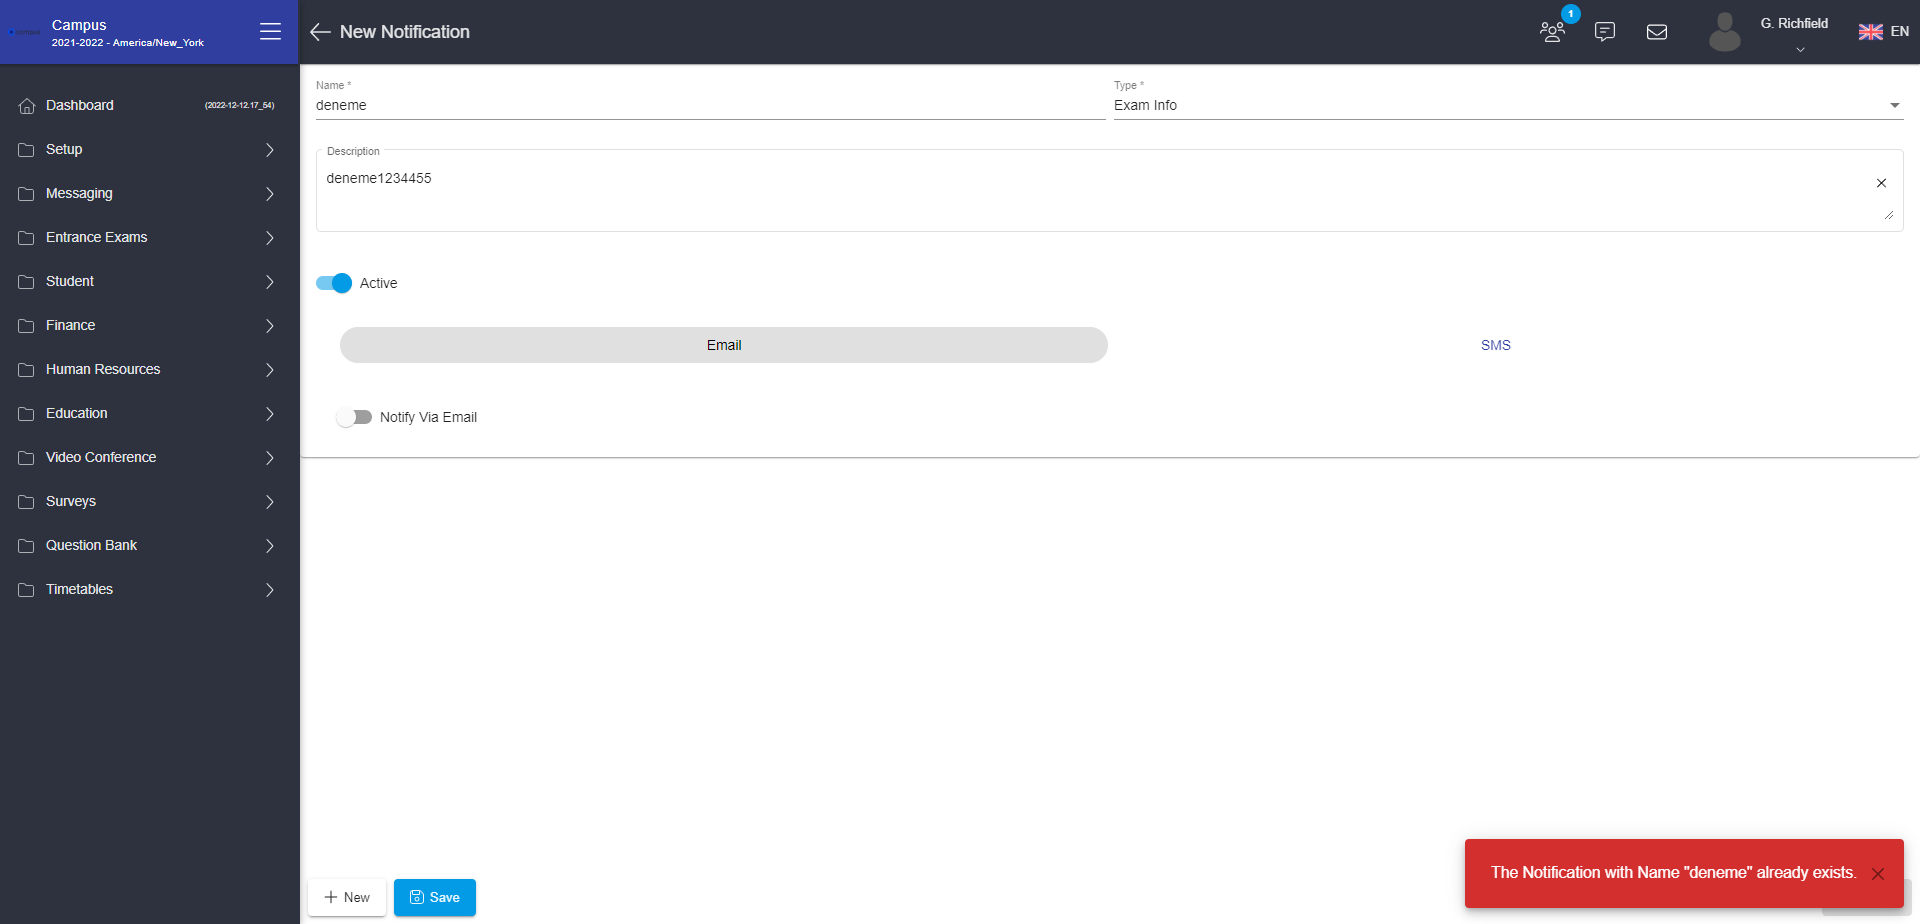 Campus
2021-2022 - America/New_York
New Notification
1
G. Richfield
EN
Dashboard
(2022-12-12.17_54)
Setup
Messaging
Entrance Exams
Student
Finance
Human Resources
Education
Video Conference
Surveys
Question Bank
Timetables
Name *
deneme
Type *
Exam Info
Description
deneme1234455
Active
Email
SMS
Notify Via Email
New
Save
The Notification with Name "deneme" already exists.